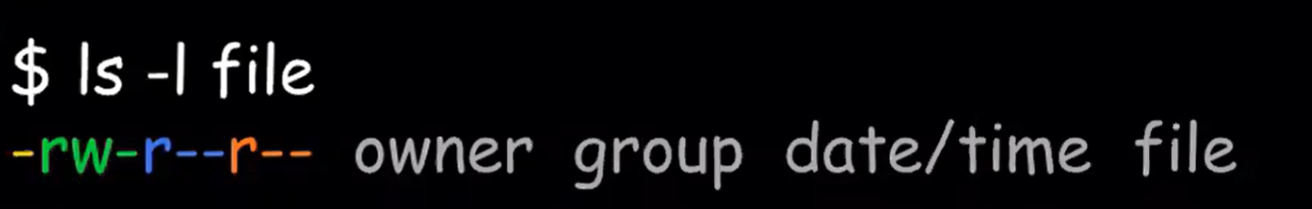 $ ls -l file
-rw-r--r-- owner group date/time file